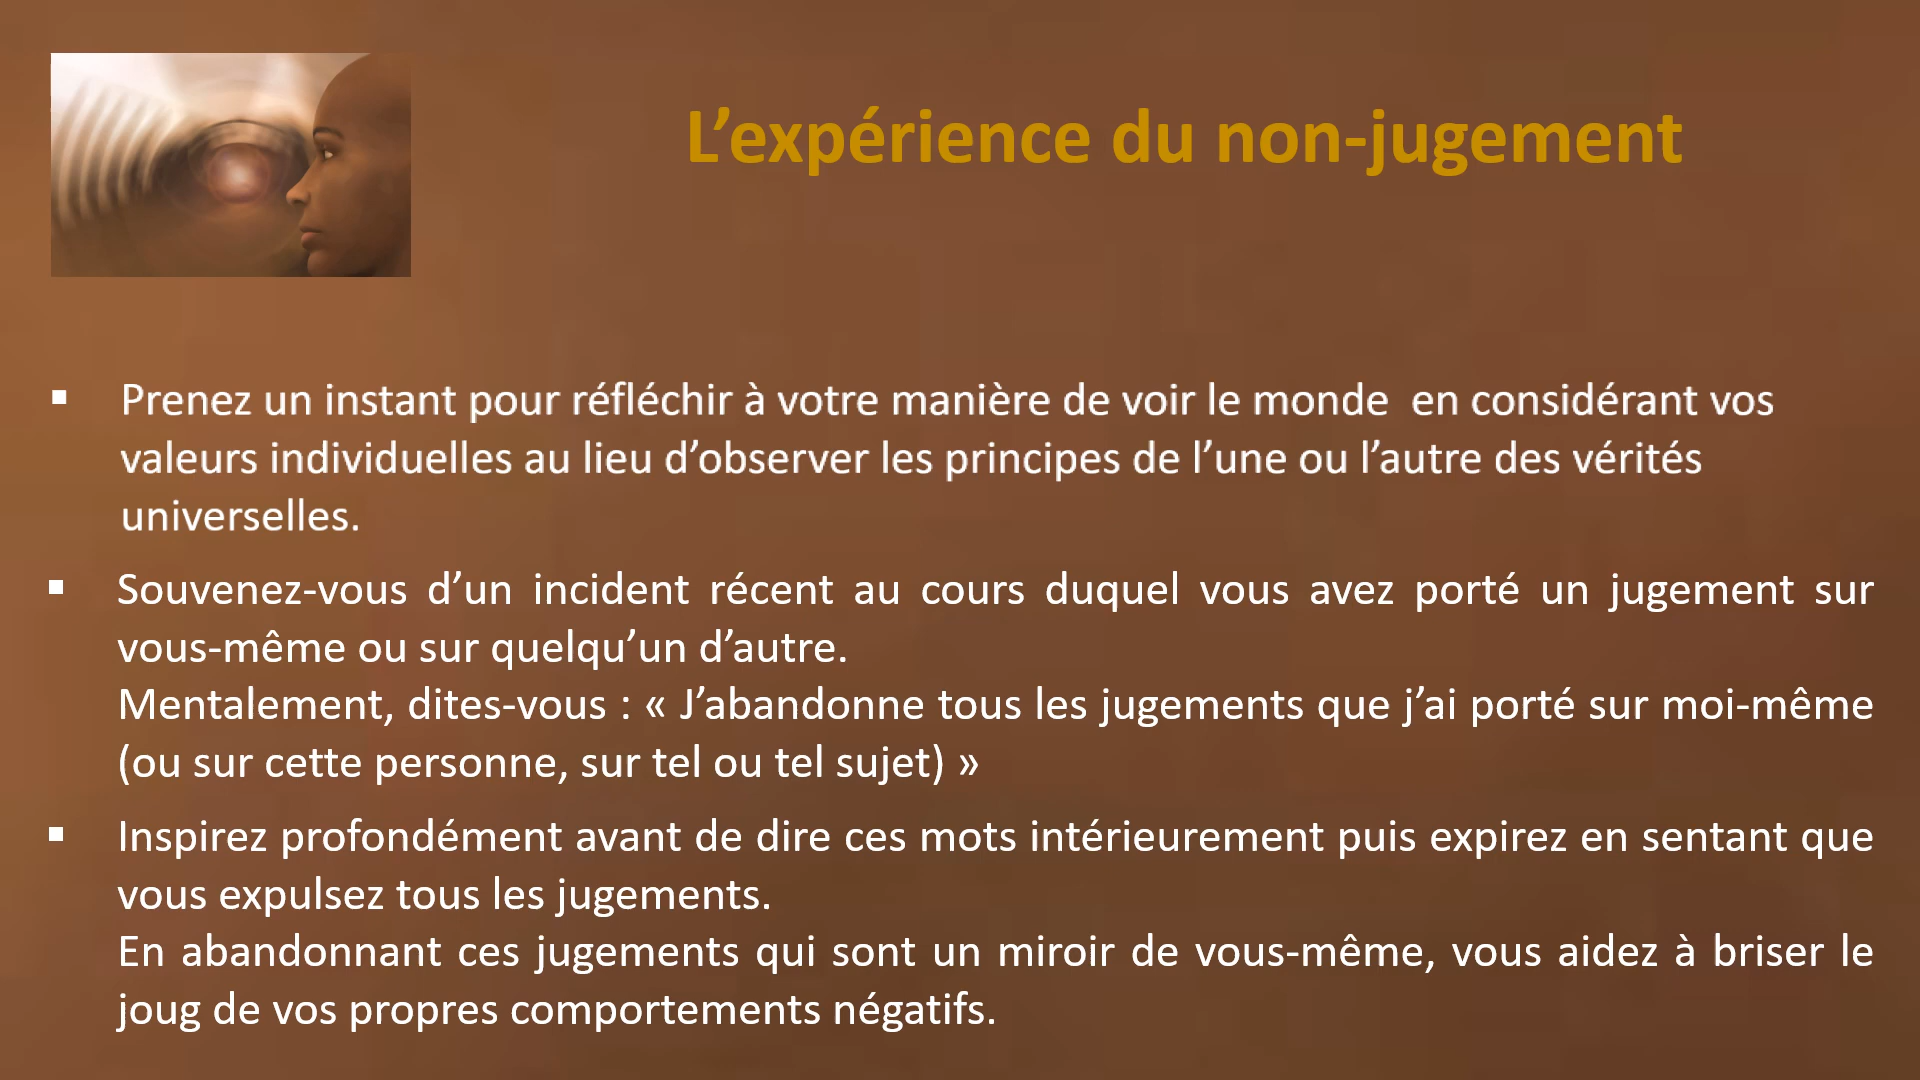 L’expérience du non-jugement
▪ Prenez un instant pour réfléchir à votre manière de voir le monde  en considérant vos
valeurs individuelles au lieu d’observer les principes de l’une ou l’autre des vérités
universelles.
▪ Souvenez-vous d’un incident récent au cours duquel vous avez porté un jugement sur
vous-même ou sur quelqu’un d’autre.
Mentalement, dites-vous : « J’abandonne tous les jugements que j’ai porté sur moi-même
(ou sur cette personne, sur tel ou tel sujet) »
▪ Inspirez profondément avant de dire ces mots intérieurement puis expirez en sentant que
vous expulsez tous les jugements.
En abandonnant ces jugements qui sont un miroir de vous-même, vous aidez à briser le
joug de vos propres comportements négatifs.